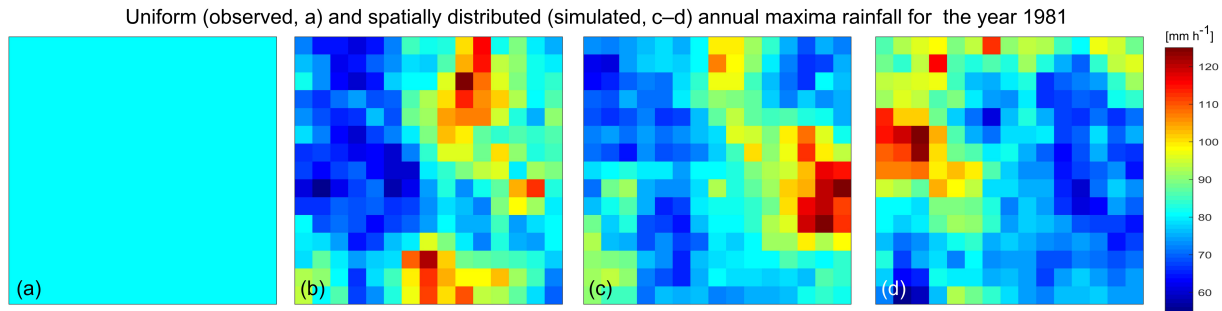 Uniform (observed, a) and spatially distributed (simulated, c–d) annual maxima rainfall for the year 1981
[mm h-1]
(a)
(b)
(c)
(d)
120
110
100
90
80
70
60